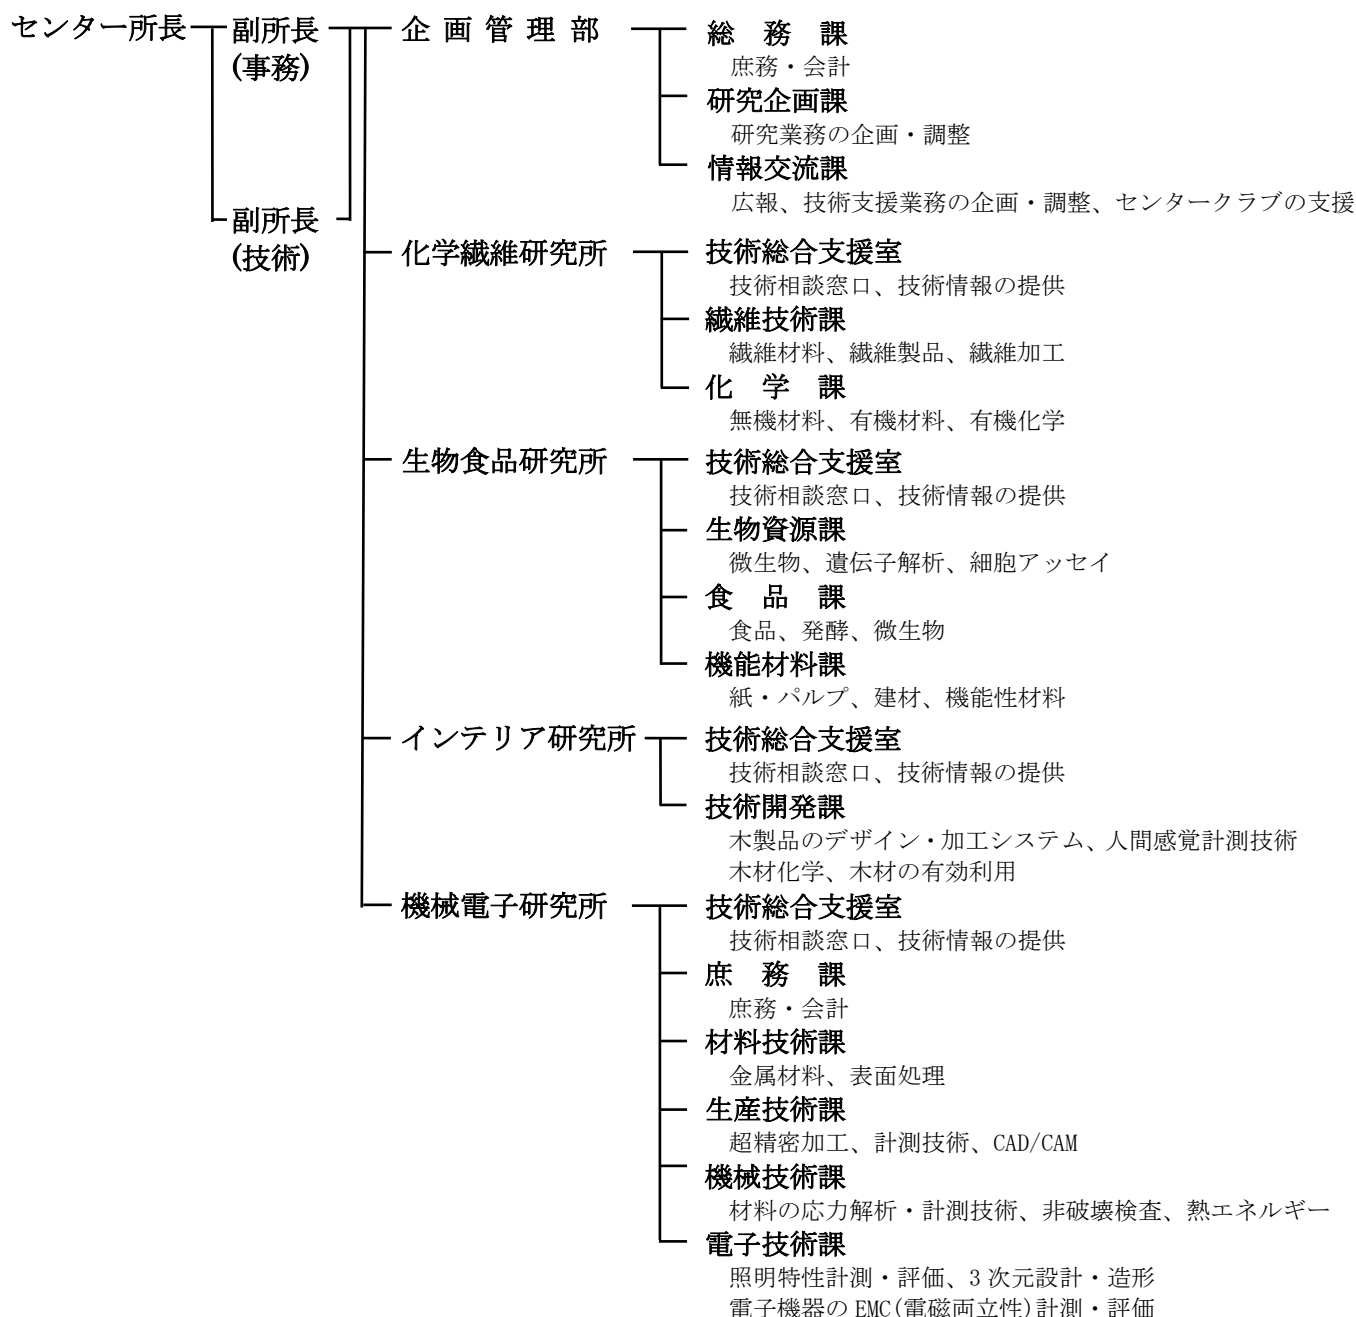 センター所長 副所長 企画管理部 総務課
(事務) 庶務・会計
研究企画課
研究業務の企画・調整
情報交流課
広報、技術支援業務の企画・調整、センタークラブの支援
副所長
(技術) 化学繊維研究所 技術総合支援室
技術相談窓口、技術情報の提供
繊維技術課
繊維材料、繊維製品、繊維加工
化学課
無機材料、有機材料、有機化学
生物食品研究所 技術総合支援室
技術相談窓口、技術情報の提供
生物資源課
微生物、遺伝子解析、細胞アッセイ
食品課
食品、発酵、微生物
機能材料課
紙・パルプ、建材、機能性材料
インテリア研究所 技術総合支援室
技術相談窓口、技術情報の提供
技術開発課
木製品のデザイン・加工システム、人間感覚計測技術
木材化学、木材の有効利用
機械電子研究所 技術総合支援室
技術相談窓口、技術情報の提供
庶務課
庶務・会計
材料技術課
金属材料、表面処理
生産技術課
超精密加工、計測技術、CAD/CAM
機械技術課
材料の応力解析・計測技術、非破壊検査、熱エネルギー
電子技術課
照明特性計測・評価、3次元設計・造形
電子機器のEMC(電磁両立性)計測・評価